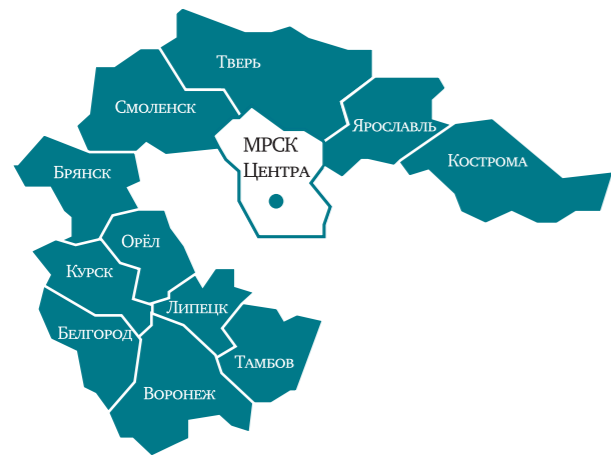 Тверь
Смоленск
Ярославль
МРСК
Центра
Кострома
Брянск
Орёл
Курск
Липецк
Белгород
Тамбов
Воронеж